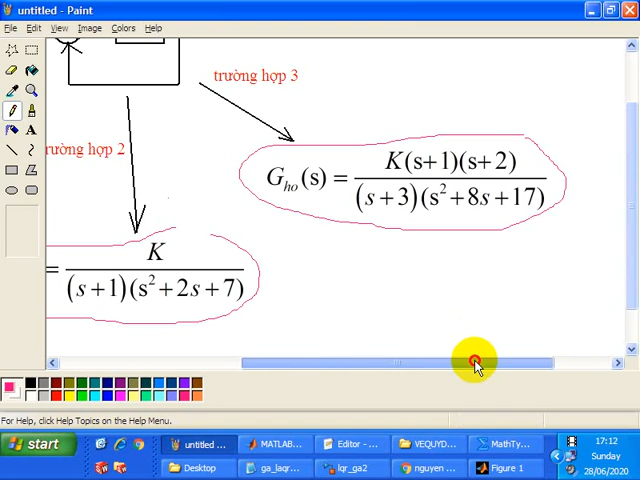 untitled - Paint
File Edit View Image Colors Help
trường hợp 3
rường hợp 2
G_ho(s) = K(s+1)(s+2) / (s+3)(s²+8s+17)
= K / (s+1)(s²+2s+7)
For Help, click Help Topics on the Help Menu.
start
untitled ...
MATLAB...
Editor - ...
VEQUYD...
MathTy...
17:12
Sunday
28/06/2020
Desktop
ga_laqr...
lqr_ga2
nguyen ...
Figure 1